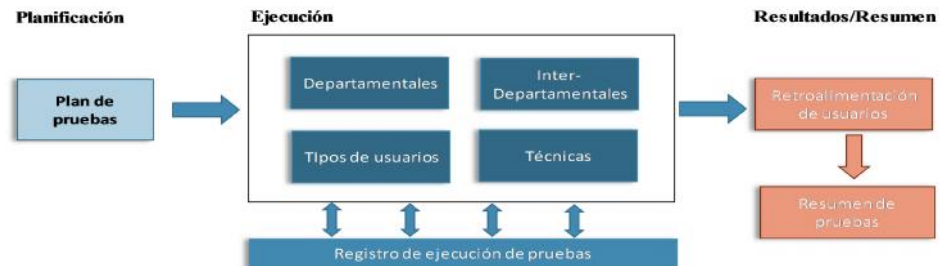 Planificación
Ejecución
Resultados/Resumen
Plan de
pruebas
Departamentales
Inter-
Departamentales
TIpos de usuarios
Técnicas
Registro de ejecución de pruebas
Retroalimentación
de usuarios
Resumen de
pruebas